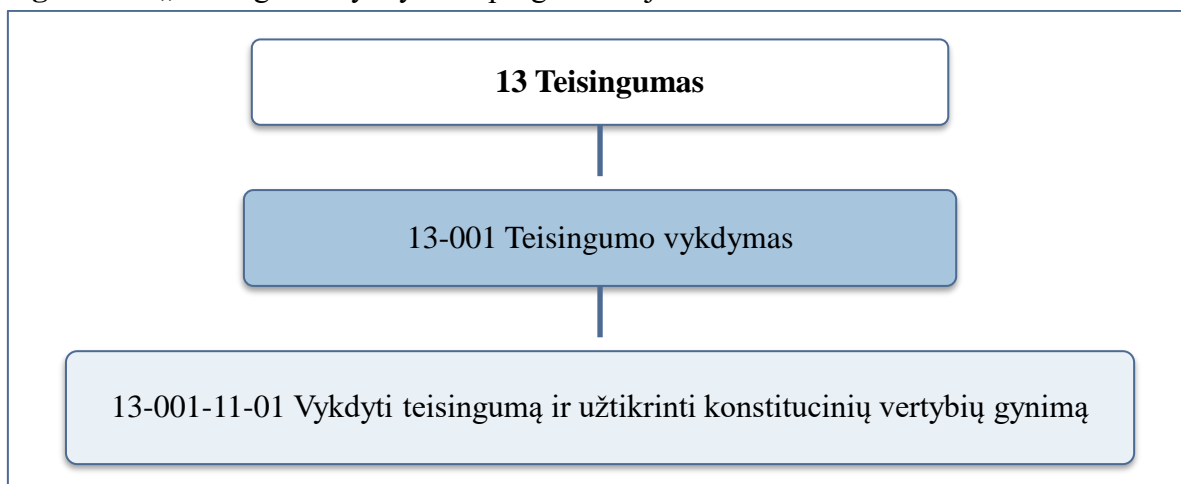 13 Teisingumas
13-001 Teisingumo vykdymas
13-001-11-01 Vykdyti teisingumą ir užtikrinti konstitucinių vertybių gynimą